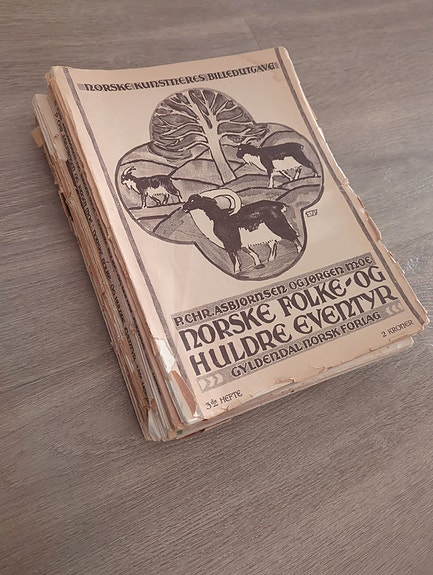 NORSKE KUNSTNERES BILLEDUTGAVE
P. CHR. ASBJØRNSEN OG JØRGEN MOE
NORSKE FOLKE- OG
HULDRE EVENTYR
GYLDENDAL NORSK FORLAG
3DJE HEFTE
2 KRONER